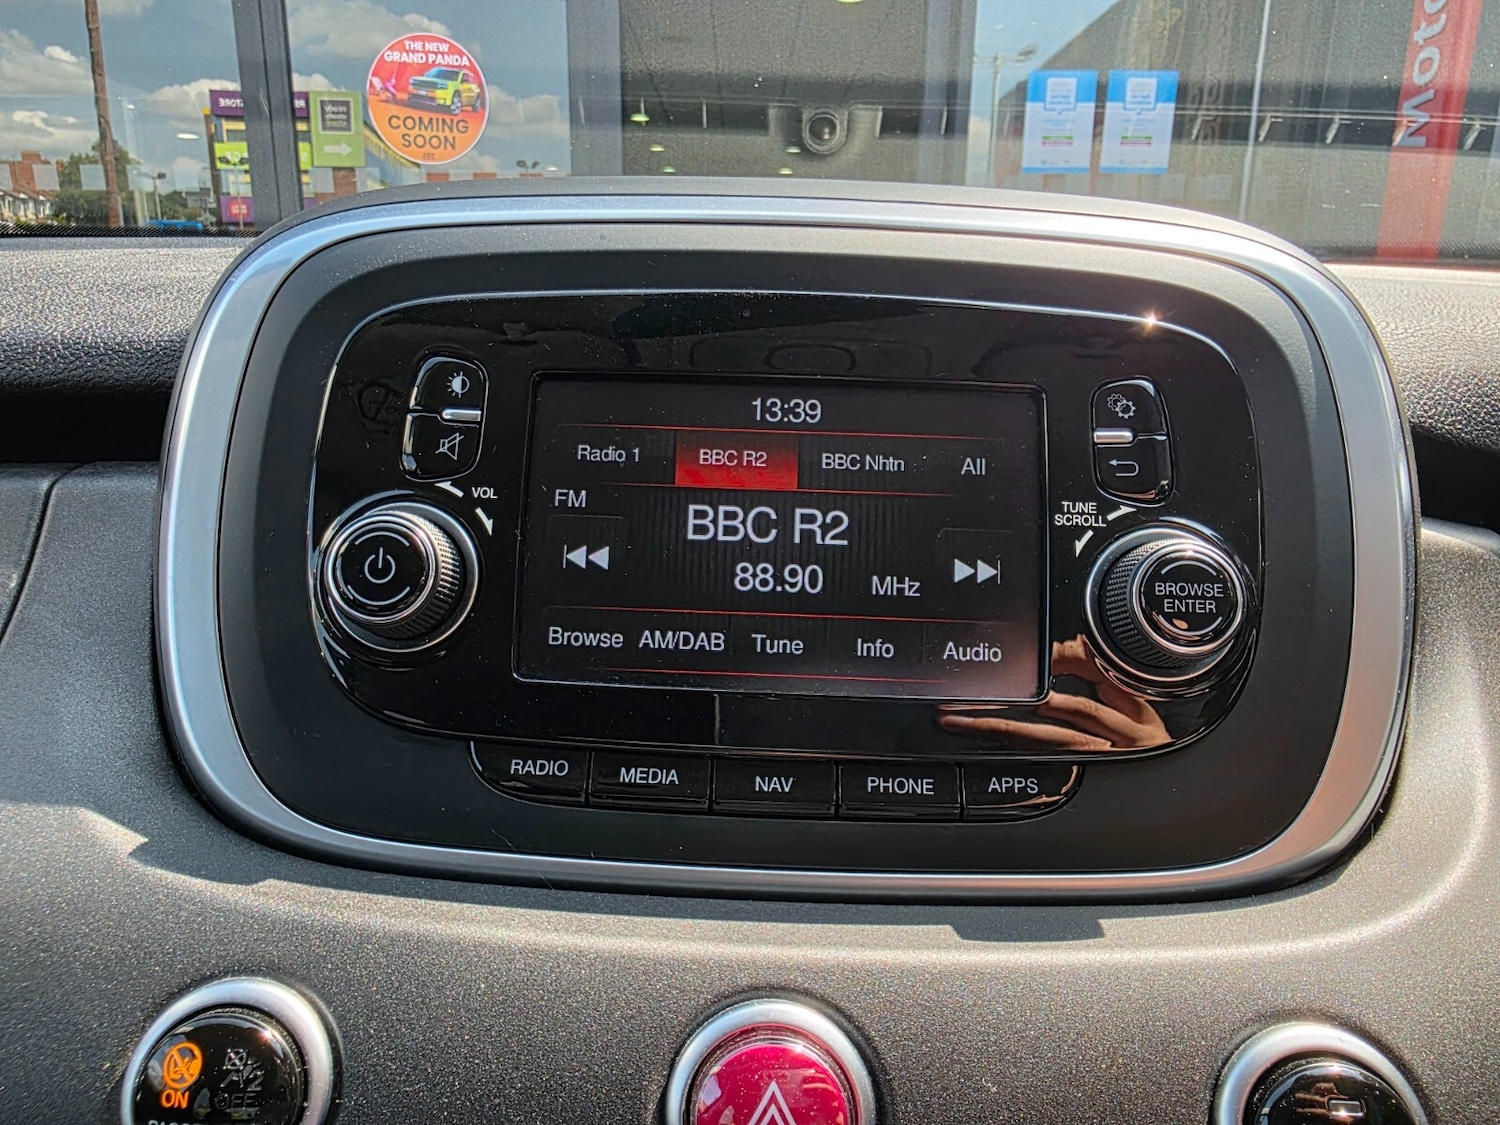 THE NEW
GRAND PANDA
COMING
SOON
13:39
Radio 1
BBC R2
BBC Nhtn
All
FM
BBC R2
88.90 MHz
Browse
AM/DAB
Tune
Info
Audio
VOL
TUNE
SCROLL
BROWSE
ENTER
RADIO
MEDIA
NAV
PHONE
APPS
ON
OFF